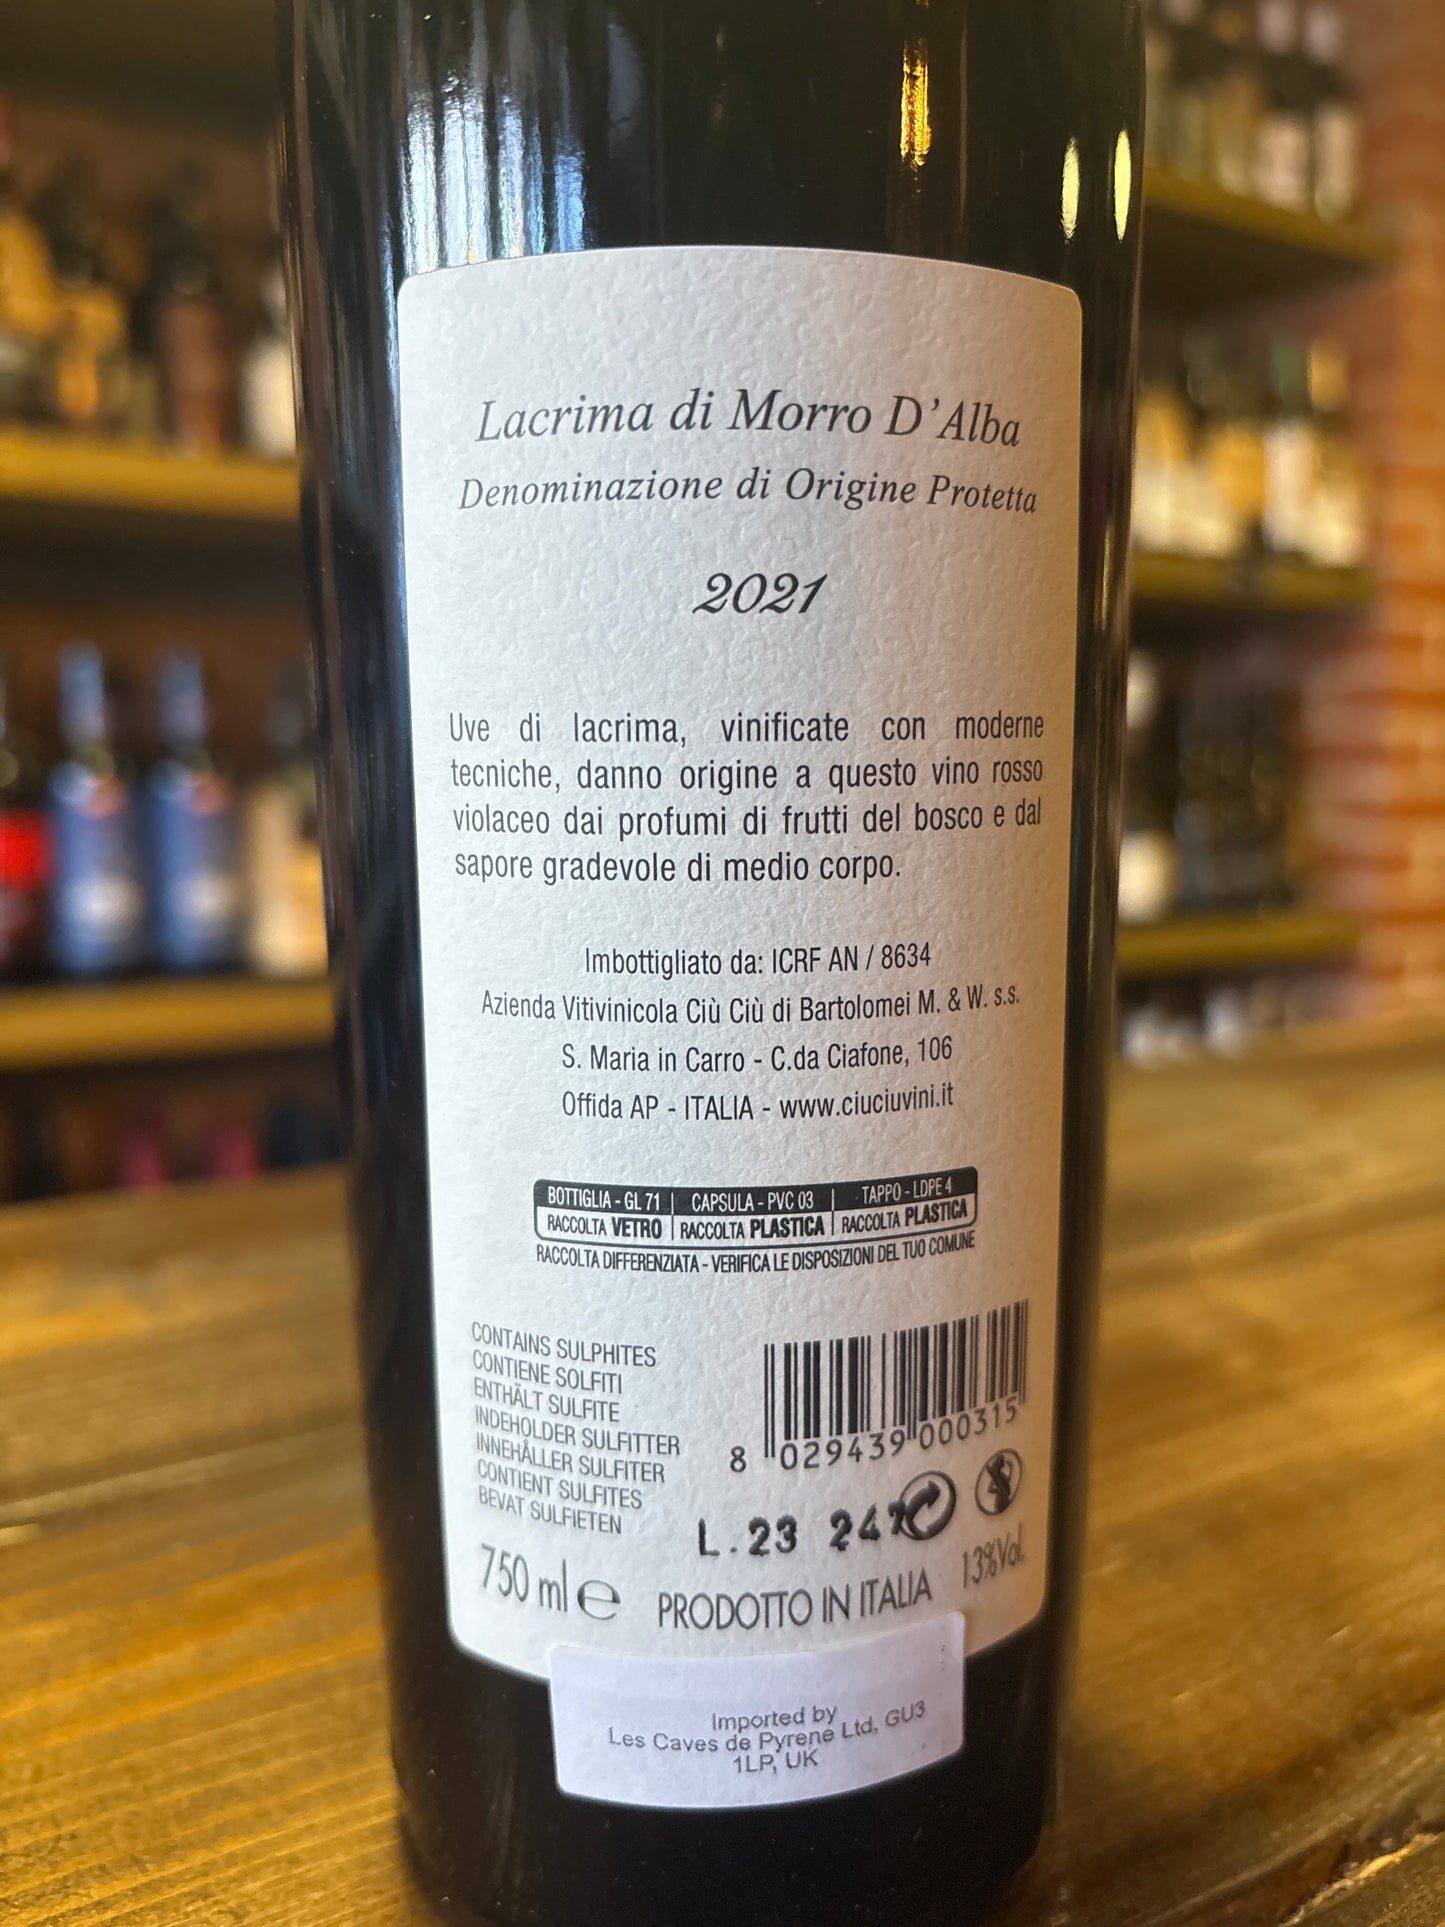 Lacrima di Morro D'Alba
Denominazione di Origine Protetta
2021
Uve di lacrima, vinificate con moderne
tecniche, danno origine a questo vino rosso
violaceo dai profumi di frutti del bosco e dal
sapore gradevole di medio corpo.
Imbottigliato da: ICRF AN / 8634
Azienda Vitivinicola Ciù Ciù di Bartolomei M. & W. s.s.
S. Maria in Carro - C.da Ciafone, 106
Offida AP - ITALIA - www.ciuciuvini.it
BOTTIGLIA - GL 71 | CAPSULA - PVC 03 | TAPPO - LDPE 4
RACCOLTA VETRO | RACCOLTA PLASTICA | RACCOLTA PLASTICA
RACCOLTA DIFFERENZIATA - VERIFICA LE DISPOSIZIONI DEL TUO COMUNE
CONTAINS SULPHITES
CONTIENE SOLFITI
ENTHÄLT SULFITE
INDEHOLDER SULFITTER
INNEHÅLLER SULFITER
CONTIENT SULFITES
BEVAT SULFIETEN
8 029439 000315
L.23
750 ml e PRODOTTO IN ITALIA 13%Vol.
Imported by
Les Caves de Pyrene Ltd, GU3
1LP, UK